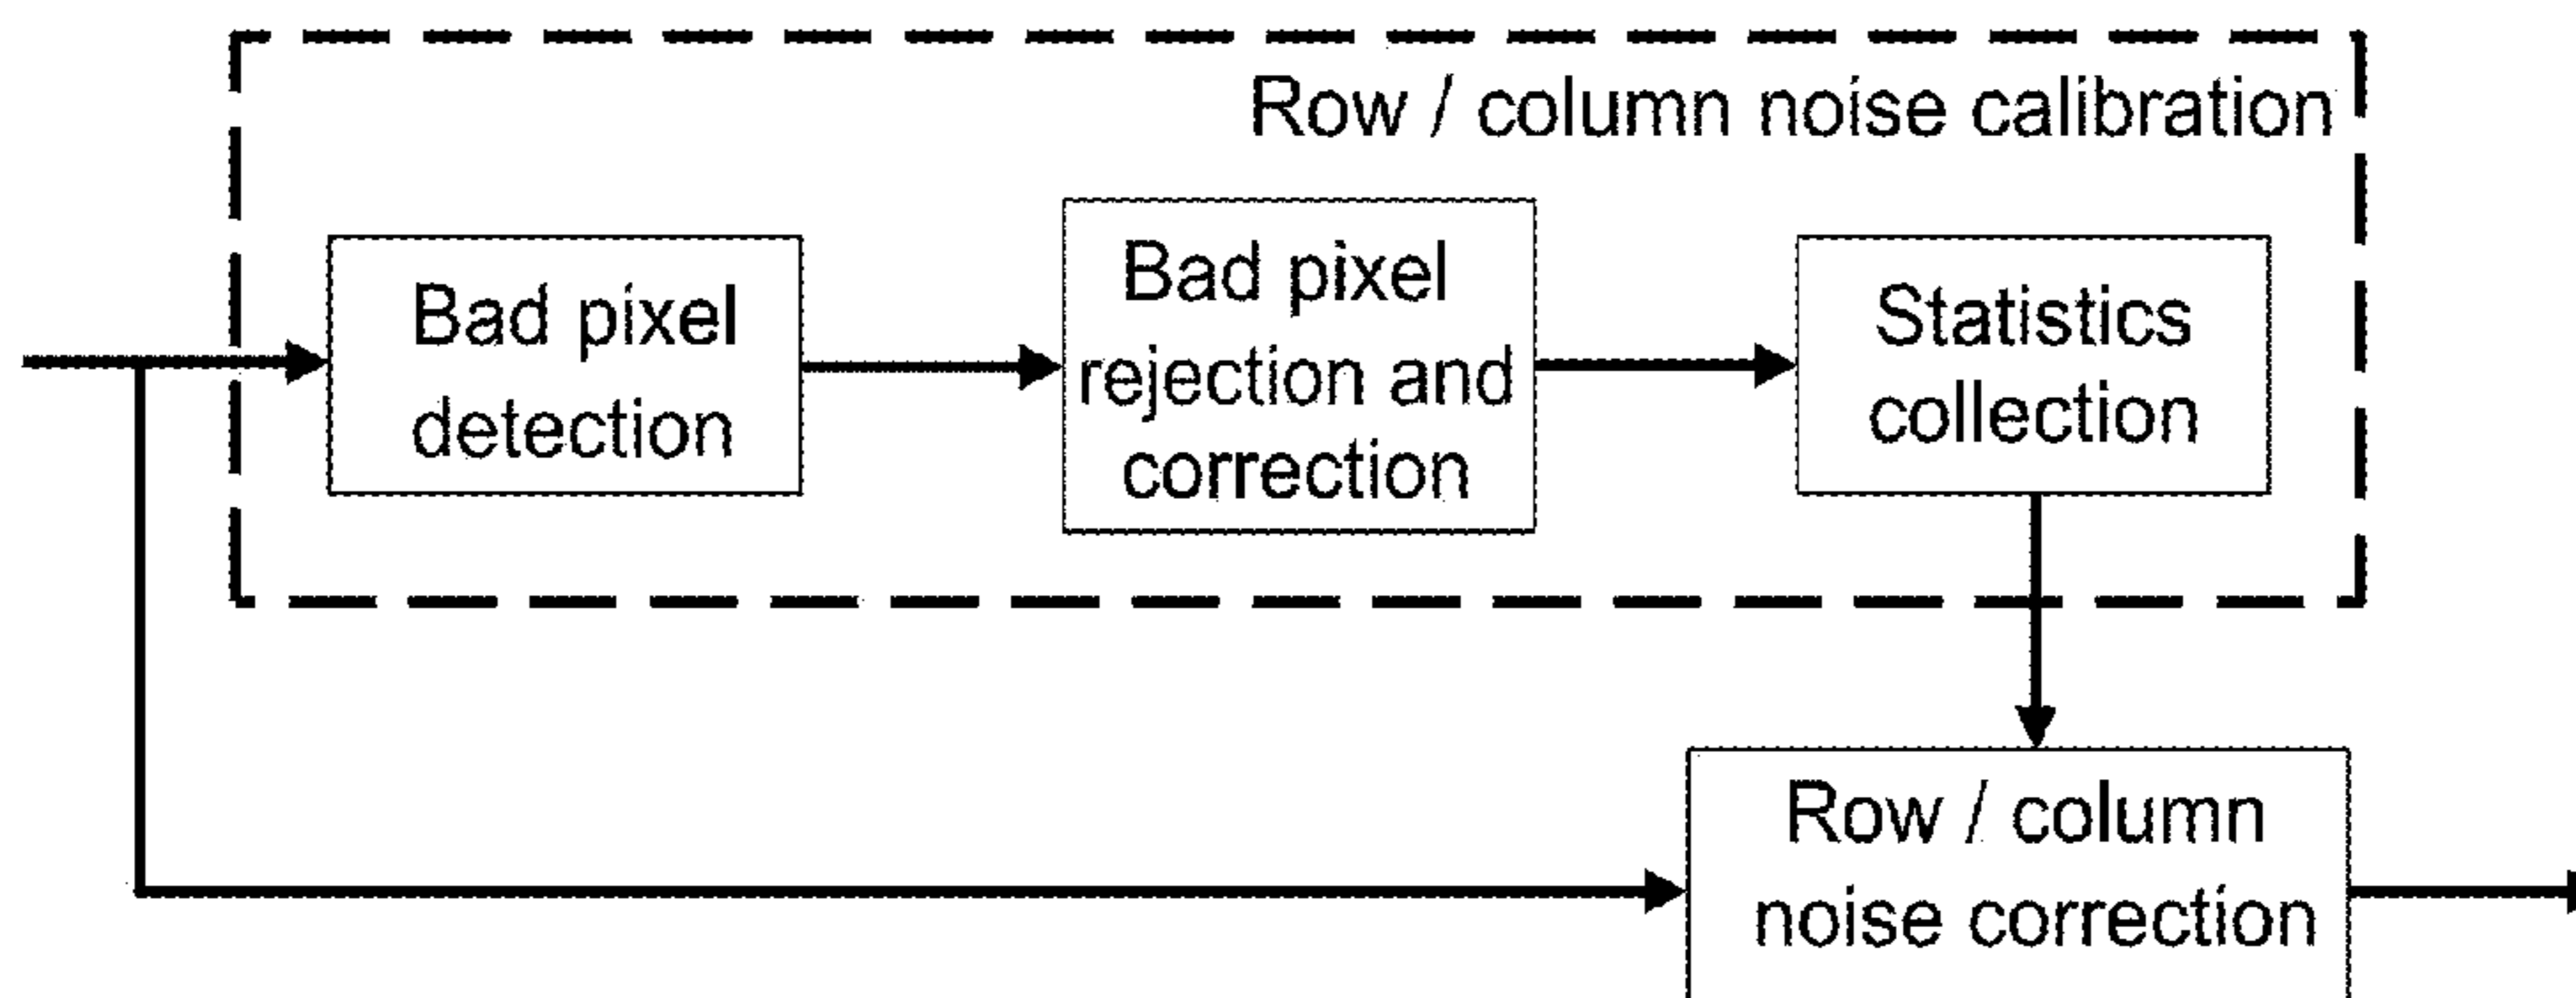 Row / column noise calibration
Bad pixel
detection
Bad pixel
rejection and
correction
Statistics
collection
Row / column
noise correction